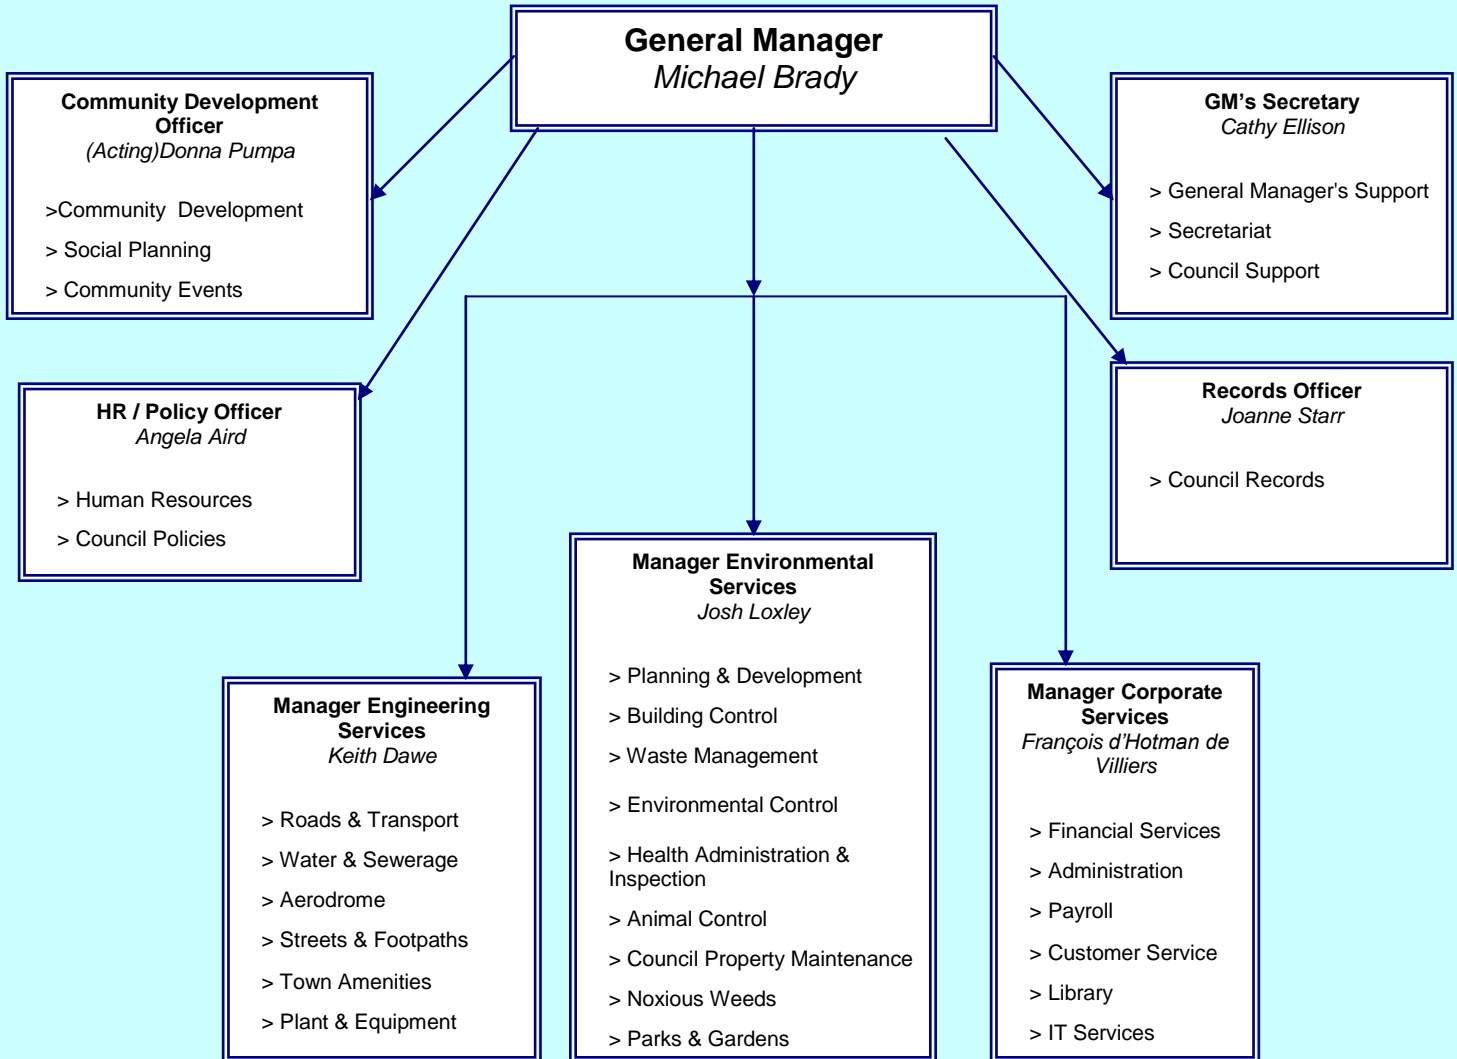 General Manager
Michael Brady
Community Development
Officer
(Acting)Donna Pumpa
>Community  Development
> Social Planning
> Community Events
GM's Secretary
Cathy Ellison
> General Manager's Support
> Secretariat
> Council Support
HR / Policy Officer
Angela Aird
> Human Resources
> Council Policies
Records Officer
Joanne Starr
> Council Records
Manager Engineering
Services
Keith Dawe
> Roads & Transport
> Water & Sewerage
> Aerodrome
> Streets & Footpaths
> Town Amenities
> Plant & Equipment
Manager Environmental
Services
Josh Loxley
> Planning & Development
> Building Control
> Waste Management
> Environmental Control
> Health Administration &
Inspection
> Animal Control
> Council Property Maintenance
> Noxious Weeds
> Parks & Gardens
Manager Corporate
Services
François d'Hotman de
Villiers
> Financial Services
> Administration
> Payroll
> Customer Service
> Library
> IT Services